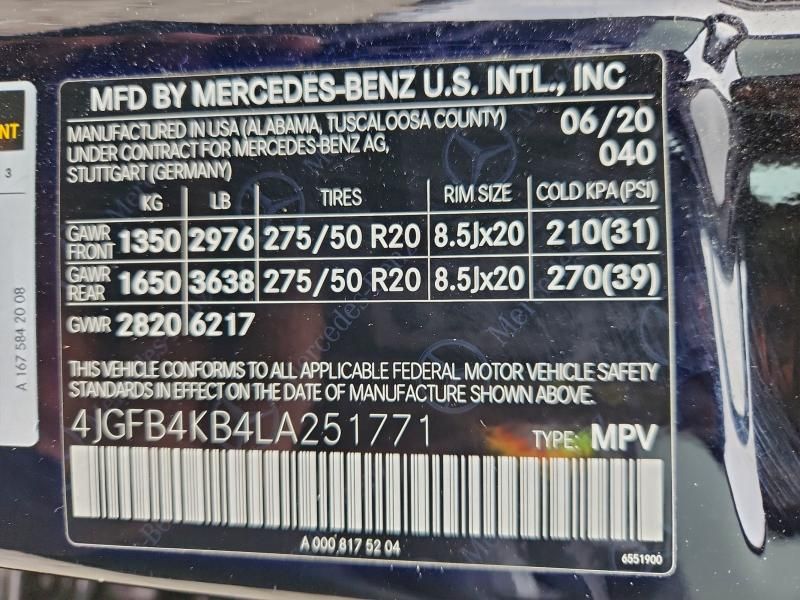 MFD BY MERCEDES-BENZ U.S. INTL., INC
MANUFACTURED IN USA (ALABAMA, TUSCALOOSA COUNTY) 06/20
UNDER CONTRACT FOR MERCEDES-BENZ AG, 040
STUTTGART (GERMANY)
KG LB TIRES RIM SIZE COLD KPA (PSI)
GAWR FRONT 1350 2976 275/50 R20 8.5Jx20 210(31)
GAWR REAR 1650 3638 275/50 R20 8.5Jx20 270(39)
GVWR 2820 6217
THIS VEHICLE CONFORMS TO ALL APPLICABLE FEDERAL MOTOR VEHICLE SAFETY
STANDARDS IN EFFECT ON THE DATE OF MANUFACTURE SHOWN ABOVE.
4JGFB4KB4LA251771 TYPE: MPV
A 000 817 52 04
6551900
3
A 167 584 20 08